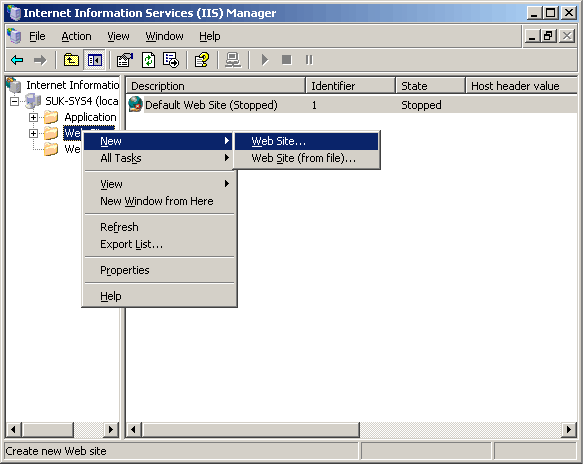 Internet Information Services (IIS) Manager
File Action View Window Help
Internet Informatio
SUK-SYS4 (loca
Application
Web
We
Description Identifier State Host header value
Default Web Site (Stopped) 1 Stopped
New
All Tasks
View
New Window from Here
Refresh
Export List...
Properties
Help
Web Site...
Web Site (from file)...
Create new Web site